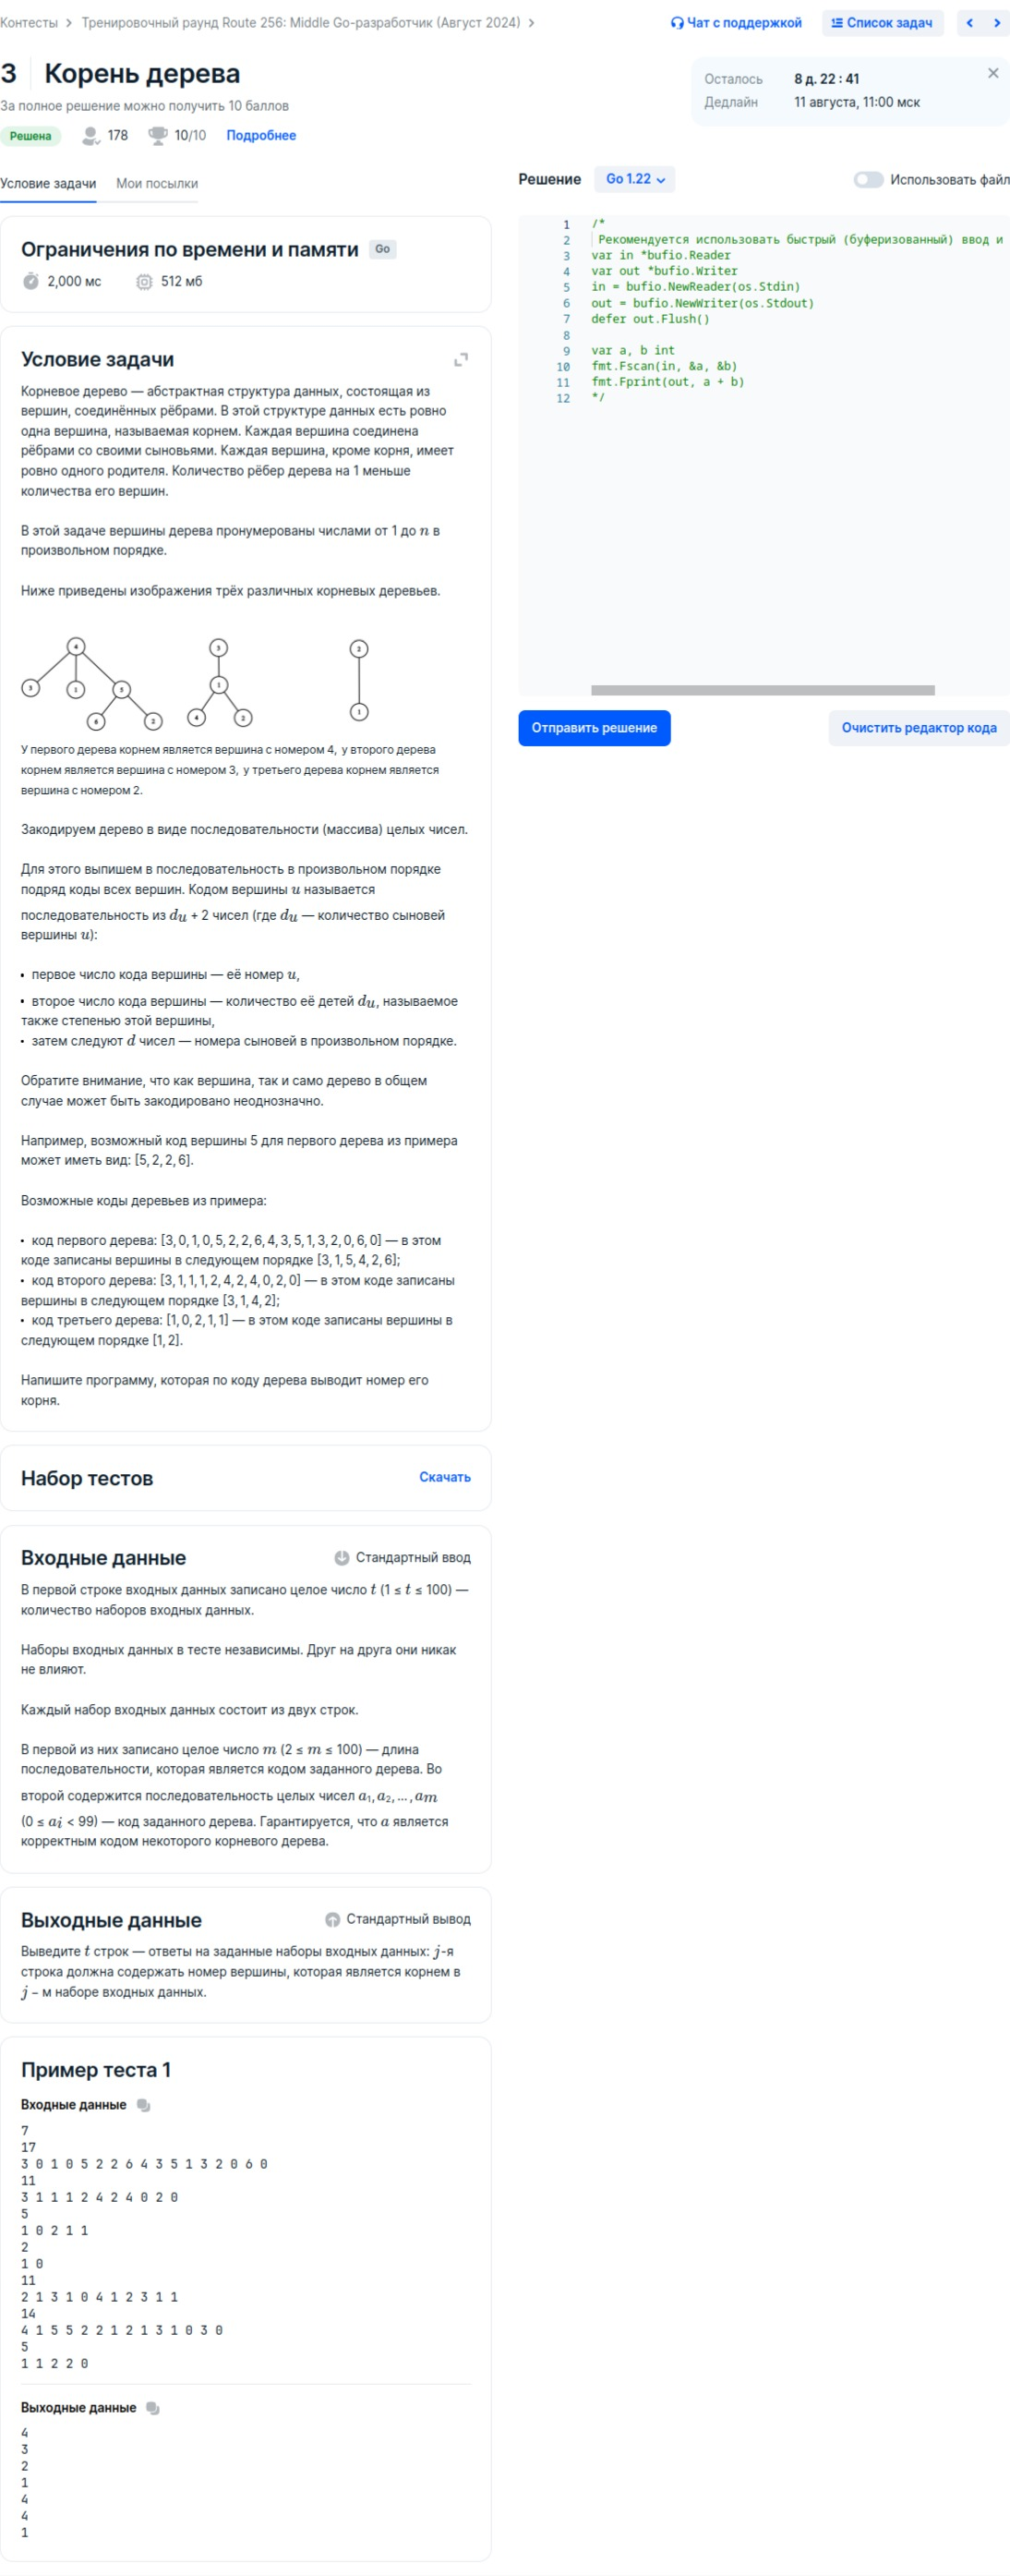 Контесты > Тренировочный раунд Route 256: Middle Go-разработчик (Август 2024) >
Чат с поддержкой
Список задач
3 Корень дерева
За полное решение можно получить 10 баллов
Решена 178 10/10 Подробнее
Осталось 8 д. 22 : 41
Дедлайн 11 августа, 11:00 мск
Условие задачи Мои посылки
Ограничения по времени и памяти Go
2,000 мс 512 мб
Условие задачи
Корневое дерево — абстрактная структура данных, состоящая из
вершин, соединённых рёбрами. В этой структуре данных есть ровно
одна вершина, называемая корнем. Каждая вершина соединена
рёбрами со своими сыновьями. Каждая вершина, кроме корня, имеет
ровно одного родителя. Количество рёбер дерева на 1 меньше
количества его вершин.
В этой задаче вершины дерева пронумерованы числами от 1 до n в
произвольном порядке.
Ниже приведены изображения трёх различных корневых деревьев.
4
3 1 5
6 2
3
1
4 2
2
1
У первого дерева корнем является вершина с номером 4, у второго дерева
корнем является вершина с номером 3, у третьего дерева корнем является
вершина с номером 2.
Закодируем дерево в виде последовательности (массива) целых чисел.
Для этого выпишем в последовательность в произвольном порядке
подряд коды всех вершин. Кодом вершины u называется
последовательность из du + 2 чисел (где du — количество сыновей
вершины u):
• первое число кода вершины — её номер u,
• второе число кода вершины — количество её детей du, называемое
также степенью этой вершины,
• затем следуют d чисел — номера сыновей в произвольном порядке.
Обратите внимание, что как вершина, так и само дерево в общем
случае может быть закодировано неоднозначно.
Например, возможный код вершины 5 для первого дерева из примера
может иметь вид: [5, 2, 2, 6].
Возможные коды деревьев из примера:
• код первого дерева: [3, 0, 1, 0, 5, 2, 2, 6, 4, 3, 5, 1, 3, 2, 0, 6, 0] — в этом
коде записаны вершины в следующем порядке [3, 1, 5, 4, 2, 6];
• код второго дерева: [3, 1, 1, 1, 2, 4, 2, 4, 0, 2, 0] — в этом коде записаны
вершины в следующем порядке [3, 1, 4, 2];
• код третьего дерева: [1, 0, 2, 1, 1] — в этом коде записаны вершины в
следующем порядке [1, 2].
Напишите программу, которая по коду дерева выводит номер его
корня.
Набор тестов Скачать
Входные данные Стандартный ввод
В первой строке входных данных записано целое число t (1 ≤ t ≤ 100) —
количество наборов входных данных.
Наборы входных данных в тесте независимы. Друг на друга они никак
не влияют.
Каждый набор входных данных состоит из двух строк.
В первой из них записано целое число m (2 ≤ m ≤ 100) — длина
последовательности, которая является кодом заданного дерева. Во
второй содержится последовательность целых чисел a1, a2, ..., am
(0 ≤ ai < 99) — код заданного дерева. Гарантируется, что a является
корректным кодом некоторого корневого дерева.
Выходные данные Стандартный вывод
Выведите t строк — ответы на заданные наборы входных данных: j-я
строка должна содержать номер вершины, которая является корнем в
j – м наборе входных данных.
Пример теста 1
Входные данные
7
17
3 0 1 0 5 2 2 6 4 3 5 1 3 2 0 6 0
11
3 1 1 1 2 4 2 4 0 2 0
5
1 0 2 1 1
2
1 0
11
2 1 3 1 0 4 1 2 3 1 1
14
4 1 5 5 2 2 1 2 1 3 1 0 3 0
5
1 1 2 2 0
Выходные данные
4
3
2
1
4
4
1
Решение Go 1.22 Использовать файл
1 /*
2 Рекомендуется использовать быстрый (буферизованный) ввод и
3 var in *bufio.Reader
4 var out *bufio.Writer
5 in = bufio.NewReader(os.Stdin)
6 out = bufio.NewWriter(os.Stdout)
7 defer out.Flush()
8
9 var a, b int
10 fmt.Fscan(in, &a, &b)
11 fmt.Fprint(out, a + b)
12 */
Отправить решение
Очистить редактор кода